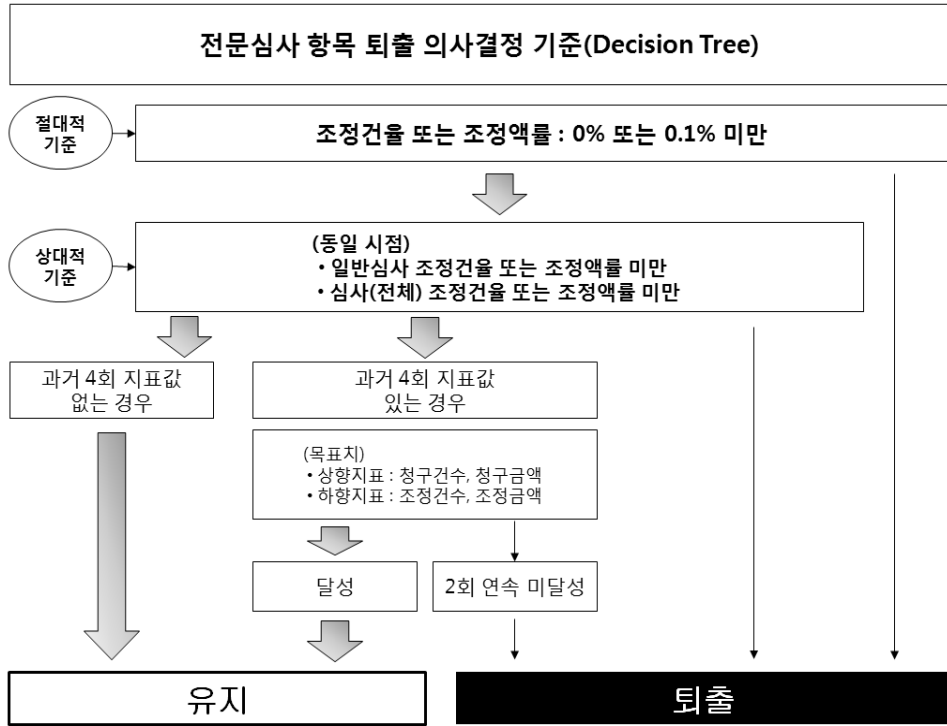 전문심사 항목 퇴출 의사결정 기준(Decision Tree)
절대적
기준
조정건율 또는 조정액률 : 0% 또는 0.1% 미만
상대적
기준
(동일 시점)
• 일반심사 조정건율 또는 조정액률 미만
• 심사(전체) 조정건율 또는 조정액률 미만
과거 4회 지표값
없는 경우
과거 4회 지표값
있는 경우
(목표치)
• 상향지표 : 청구건수, 청구금액
• 하향지표 : 조정건수, 조정금액
달성
2회 연속 미달성
유지
퇴출